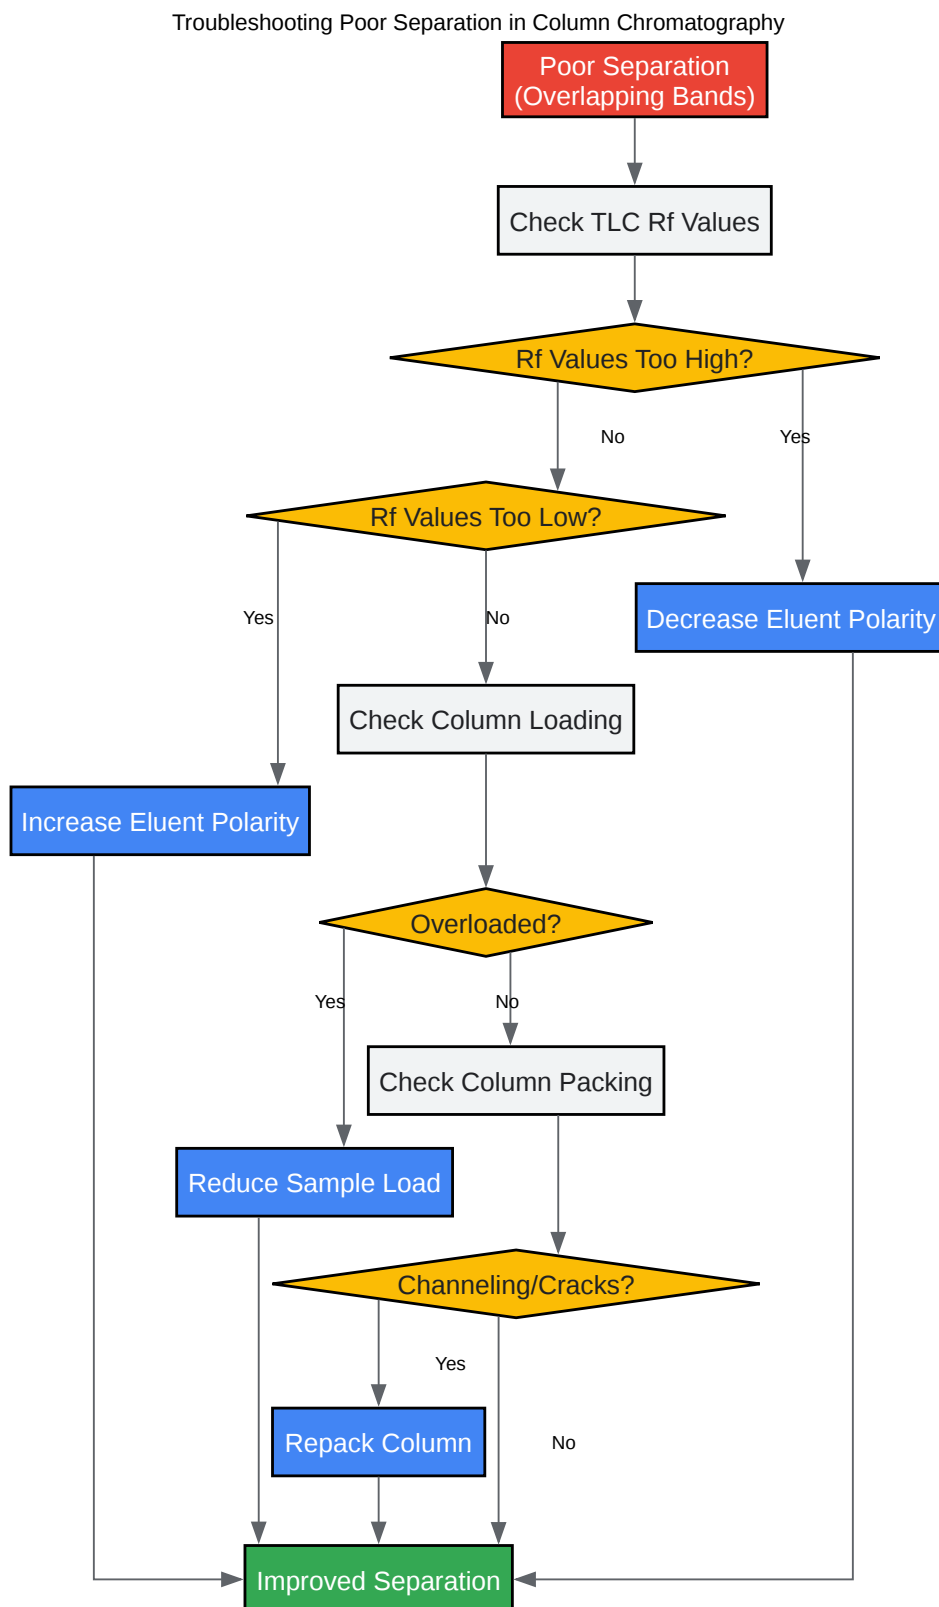 Troubleshooting Poor Separation in Column Chromatography
Poor Separation
(Overlapping Bands)
Check TLC Rf Values
Rf Values Too High?
No
Yes
Rf Values Too Low?
Yes
No
Decrease Eluent Polarity
Check Column Loading
Increase Eluent Polarity
Overloaded?
Yes
No
Check Column Packing
Reduce Sample Load
Channeling/Cracks?
Yes
Repack Column
No
Improved Separation